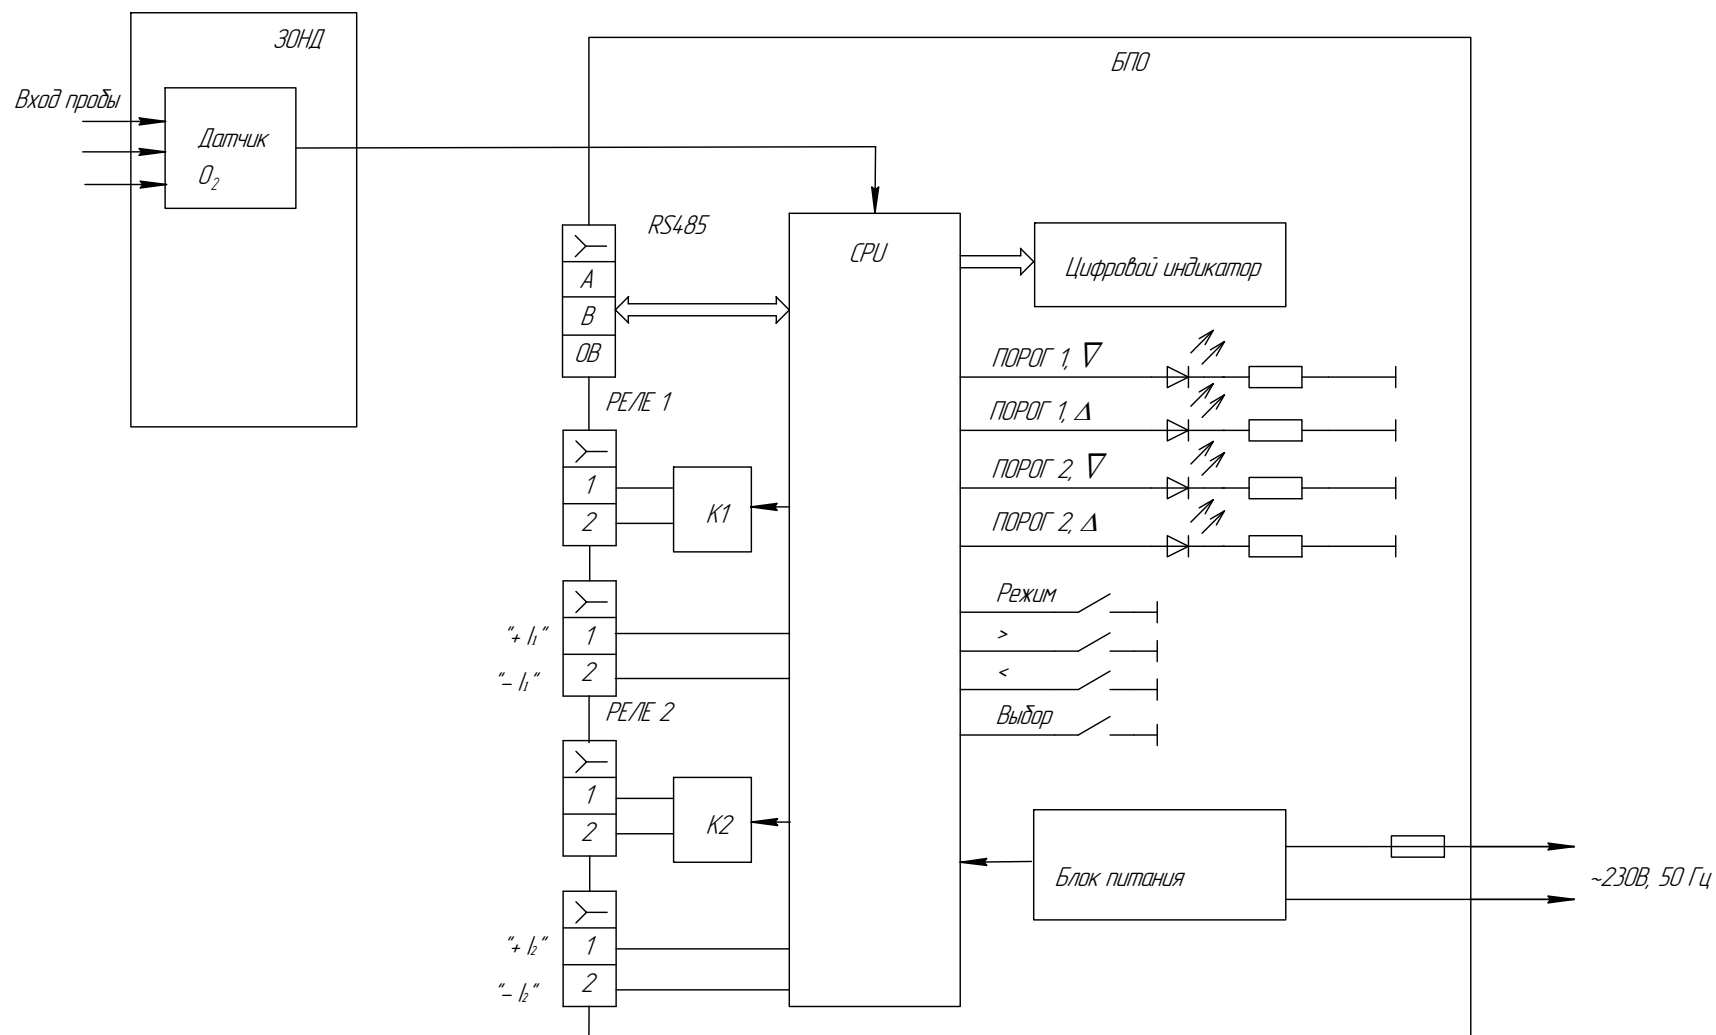 ЗОНД
БПО
Вход пробы
Датчик
O₂
RS485
CPU
Цифровой индикатор
A
B
0B
ПОРОГ 1, ∇
РЕЛЕ 1
ПОРОГ 1, Δ
ПОРОГ 2, ∇
1
2
K1
ПОРОГ 2, Δ
Режим
>
<
Выбор
"+ I₁"
1
"– I₁"
2
РЕЛЕ 2
1
2
K2
Блок питания
~230В, 50 Гц
"+ I₂"
1
"– I₂"
2